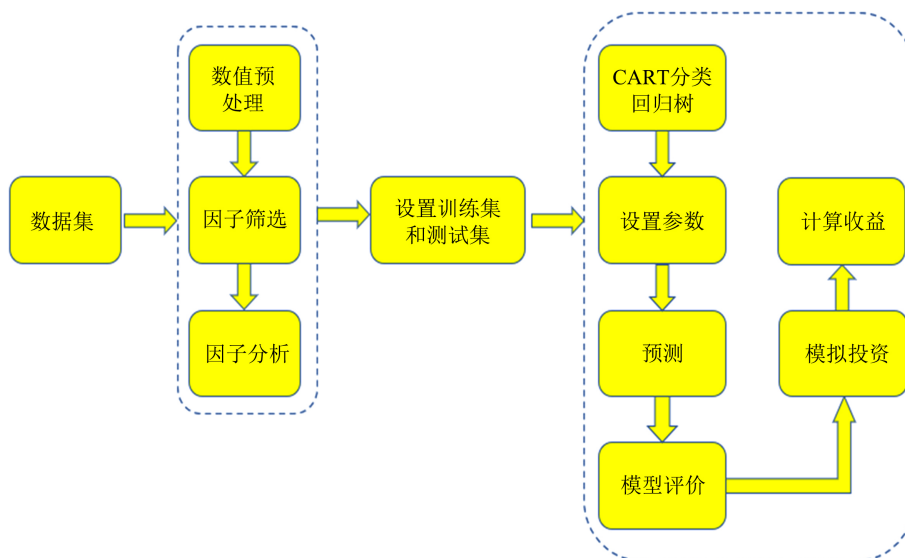 数据集
数值预
处理
因子筛选
因子分析
设置训练集
和测试集
CART分类
回归树
设置参数
预测
模型评价
模拟投资
计算收益